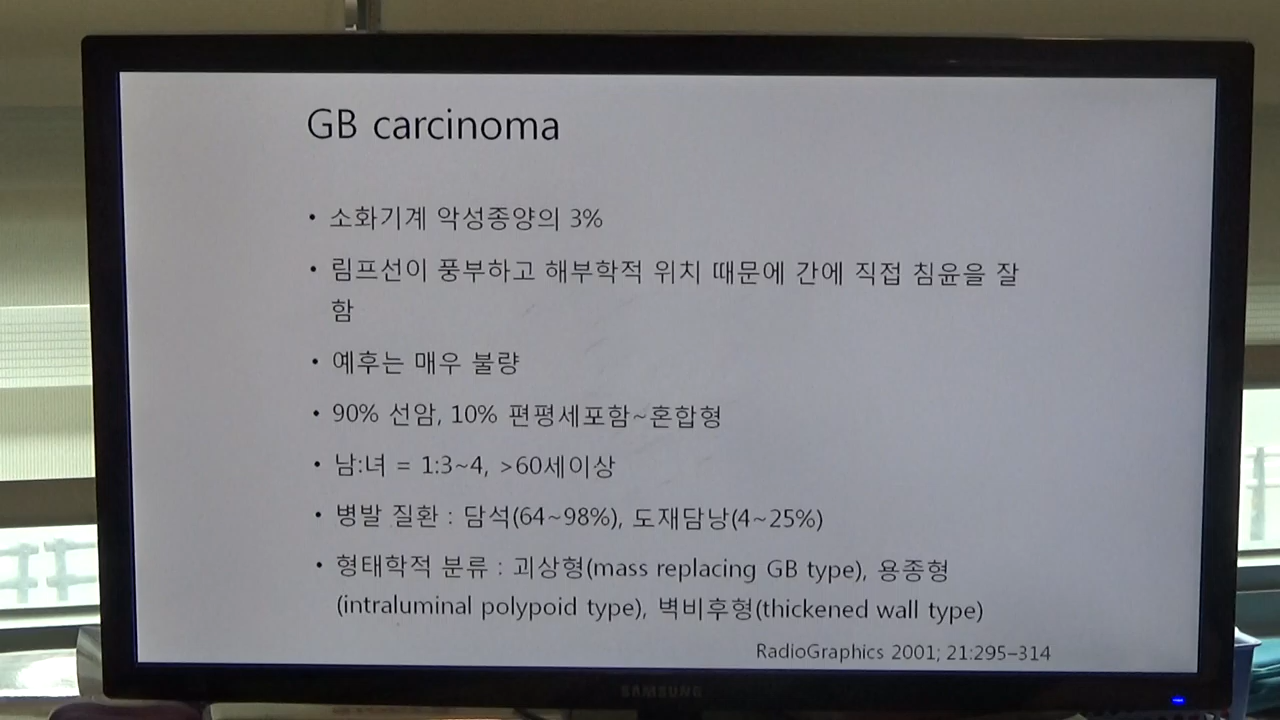 GB carcinoma
• 소화기계 악성종양의 3%
• 림프선이 풍부하고 해부학적 위치 때문에 간에 직접 침윤을 잘
함
• 예후는 매우 불량
• 90% 선암, 10% 편평세포함~혼합형
• 남:녀 = 1:3~4, >60세이상
• 병발 질환 : 담석(64~98%), 도재담낭(4~25%)
• 형태학적 분류 : 괴상형(mass replacing GB type), 용종형
(intraluminal polypoid type), 벽비후형(thickened wall type)
RadioGraphics 2001; 21:295–314
SAMSUNG